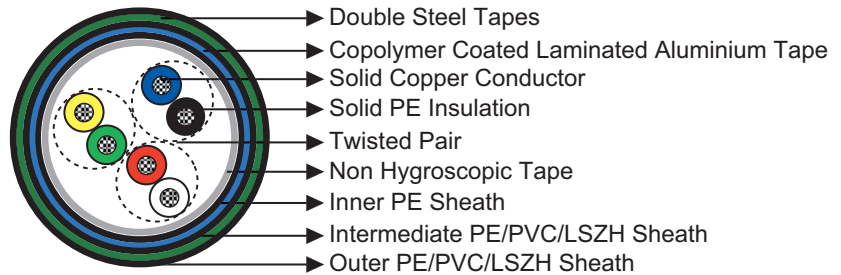 Double Steel Tapes
Copolymer Coated Laminated Aluminium Tape
Solid Copper Conductor
Solid PE Insulation
Twisted Pair
Non Hygroscopic Tape
Inner PE Sheath
Intermediate PE/PVC/LSZH Sheath
Outer PE/PVC/LSZH Sheath